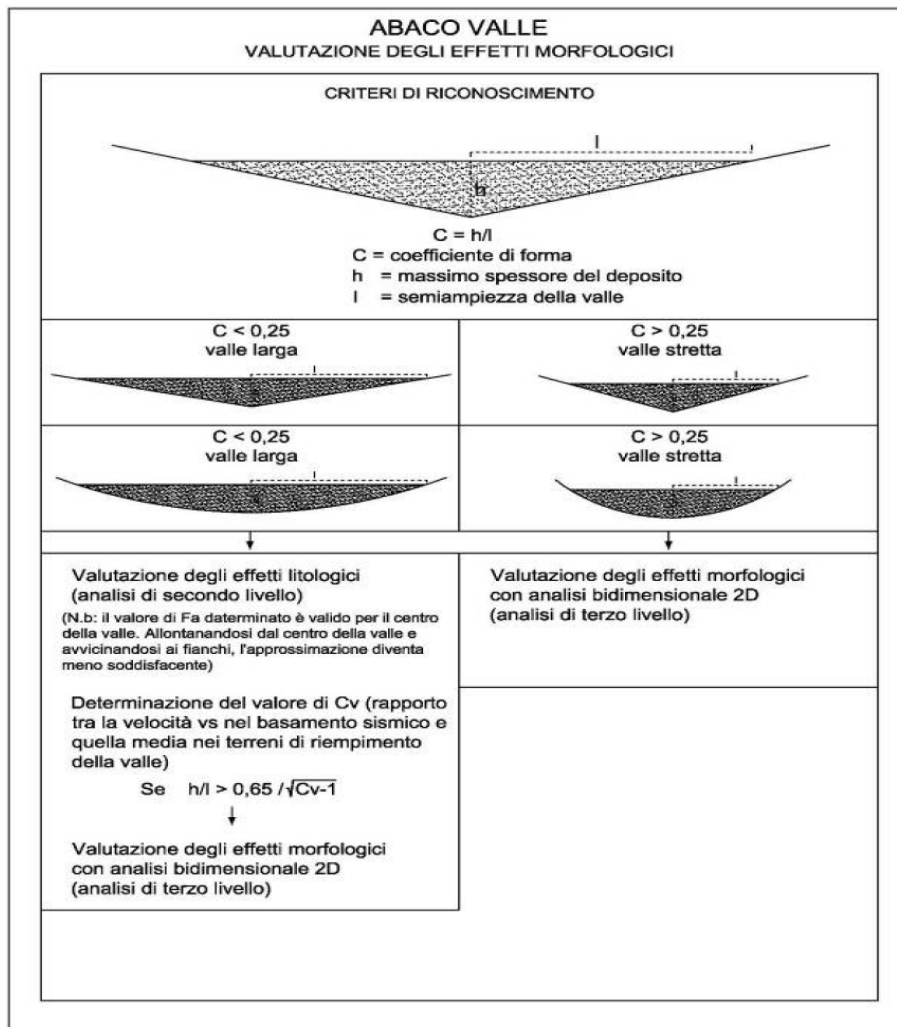 ABACO VALLE
VALUTAZIONE DEGLI EFFETTI MORFOLOGICI
CRITERI DI RICONOSCIMENTO
l
h
C = h/l
C = coefficiente di forma
h = massimo spessore del deposito
l = semiampiezza della valle
C < 0,25
valle larga
l
C > 0,25
valle stretta
l
C < 0,25
valle larga
l
C > 0,25
valle stretta
l
Valutazione degli effetti litologici
(analisi di secondo livello)
(N.b: il valore di Fa daterminato è valido per il centro
della valle. Allontanandosi dal centro della valle e
avvicinandosi ai fianchi, l'approssimazione diventa
meno soddisfacente)
Determinazione del valore di Cv (rapporto
tra la velocità vs nel basamento sismico e
quella media nei terreni di riempimento
della valle)
Se h/l > 0,65 /√Cv-1
Valutazione degli effetti morfologici
con analisi bidimensionale 2D
(analisi di terzo livello)
Valutazione degli effetti morfologici
con analisi bidimensionale 2D
(analisi di terzo livello)